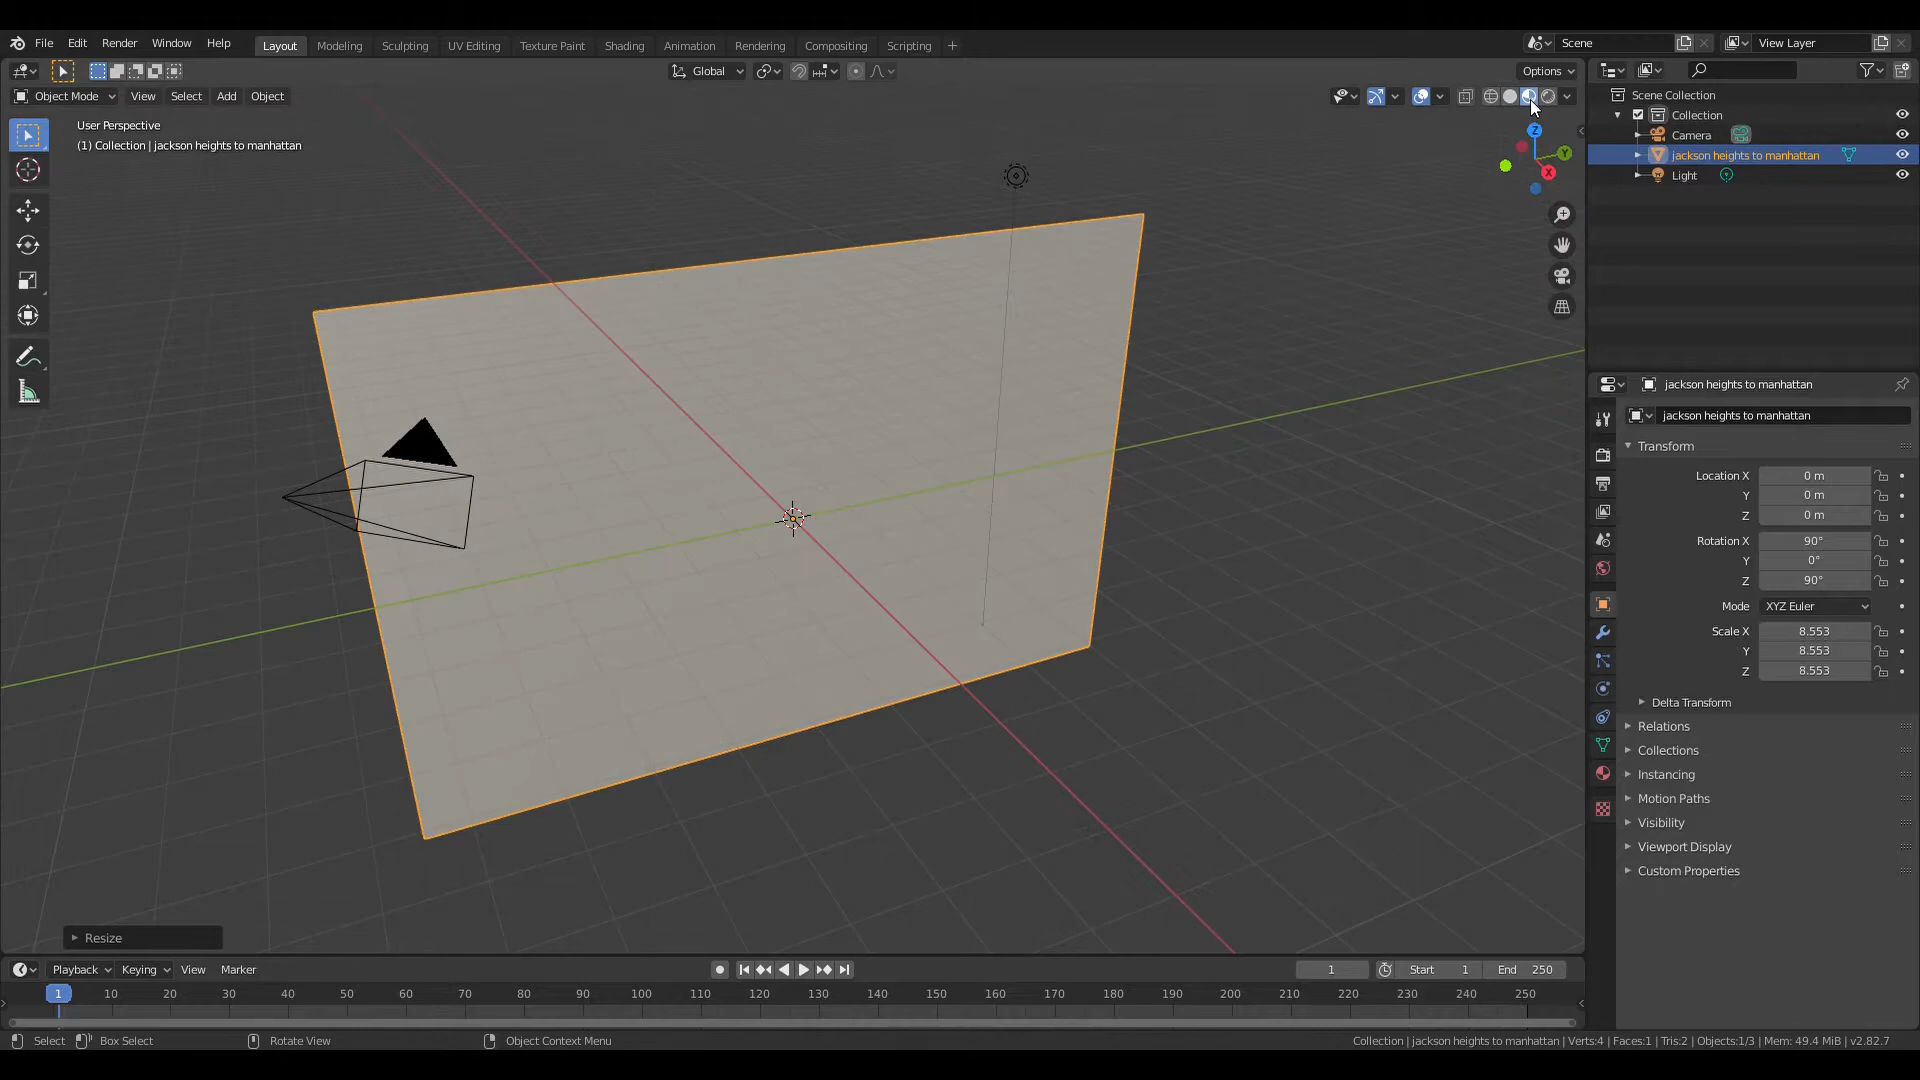 File Edit Render Window Help Layout Modeling Sculpting UV Editing Texture Paint Shading Animation Rendering Compositing Scripting + Scene View Layer
Global Options
Object Mode View Select Add Object
User Perspective
(1) Collection | jackson heights to manhattan
Z
Y
X
Resize
Scene Collection
Collection
Camera
jackson heights to manhattan
Light
jackson heights to manhattan
jackson heights to manhattan
Transform
Location X 0 m
Y 0 m
Z 0 m
Rotation X 90°
Y 0°
Z 90°
Mode XYZ Euler
Scale X 8.553
Y 8.553
Z 8.553
Delta Transform
Relations
Collections
Instancing
Motion Paths
Visibility
Viewport Display
Custom Properties
Playback Keying View Marker 1 Start 1 End 250
1 10 20 30 40 50 60 70 80 90 100 110 120 130 140 150 160 170 180 190 200 210 220 230 240 250
Select Box Select Rotate View Object Context Menu Collection | jackson heights to manhattan | Verts:4 | Faces:1 | Tris:2 | Objects:1/3 | Mem: 49.4 MiB | v2.82.7